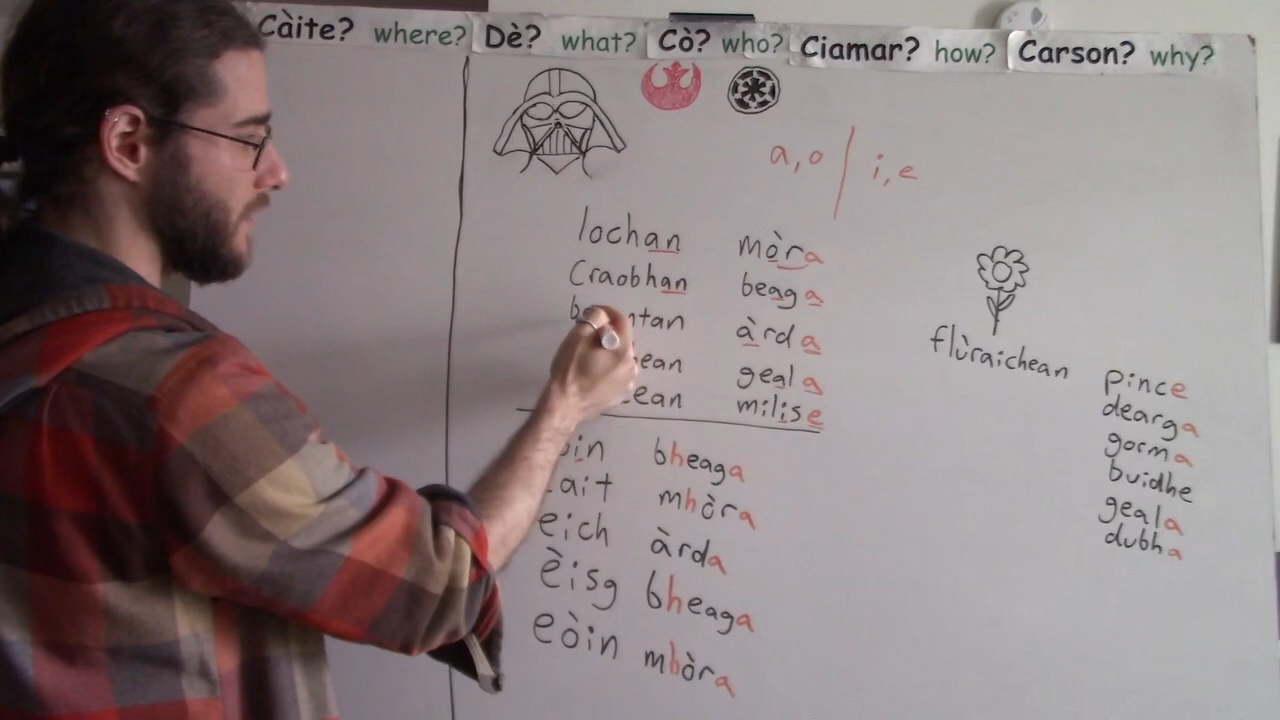 Càite? where? Dè? what? Cò? who? Ciamar? how? Carson? why?
a,o | i,e
lochan mòra
Craobhan beaga
àrda
geala
milise
bheaga
mhòra
eich àrda
èisg bheaga
eòin mhòra
flùraichean
pince
dearga
gorma
buidhe
geala
dubha